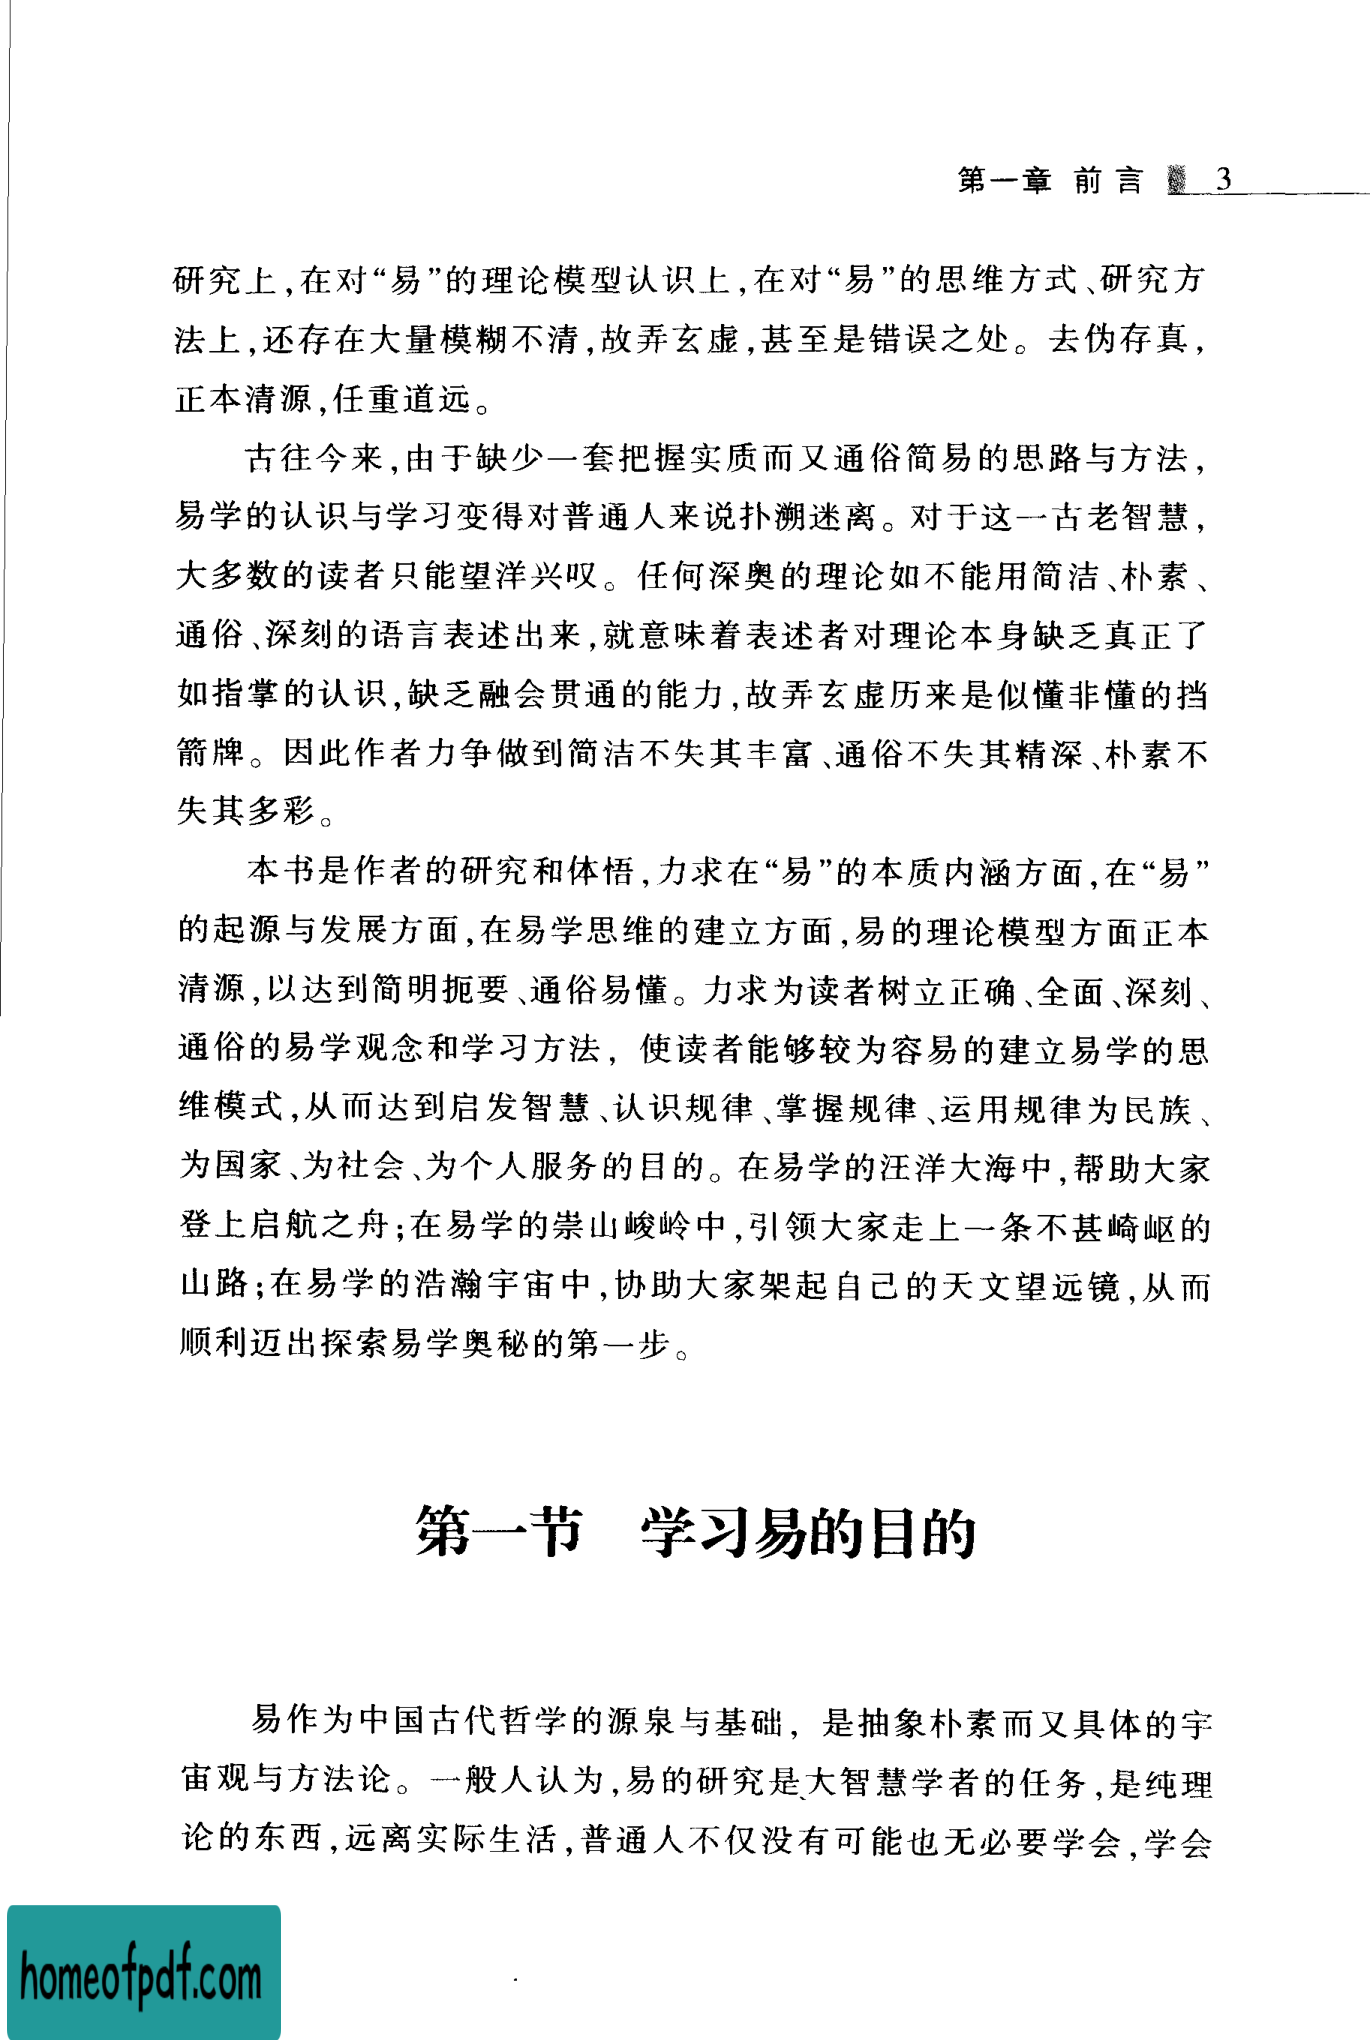 第一章 前言 3
研究上,在对“易”的理论模型认识上,在对“易”的思维方式、研究方
法上,还存在大量模糊不清,故弄玄虚,甚至是错误之处。去伪存真,
正本清源,任重道远。
古往今来,由于缺少一套把握实质而又通俗简易的思路与方法,
易学的认识与学习变得对普通人来说扑溯迷离。对于这一古老智慧,
大多数的读者只能望洋兴叹。任何深奥的理论如不能用简洁、朴素、
通俗、深刻的语言表述出来,就意味着表述者对理论本身缺乏真正了
如指掌的认识,缺乏融会贯通的能力,故弄玄虚历来是似懂非懂的挡
箭牌。因此作者力争做到简洁不失其丰富、通俗不失其精深、朴素不
失其多彩。
本书是作者的研究和体悟,力求在“易”的本质内涵方面,在“易”
的起源与发展方面,在易学思维的建立方面,易的理论模型方面正本
清源,以达到简明扼要、通俗易懂。力求为读者树立正确、全面、深刻、
通俗的易学观念和学习方法,使读者能够较为容易的建立易学的思
维模式,从而达到启发智慧、认识规律、掌握规律、运用规律为民族、
为国家、为社会、为个人服务的目的。在易学的汪洋大海中,帮助大家
登上启航之舟;在易学的崇山峻岭中,引领大家走上一条不甚崎岖的
山路;在易学的浩瀚宇宙中,协助大家架起自己的天文望远镜,从而
顺利迈出探索易学奥秘的第一步。
第一节 学习易的目的
易作为中国古代哲学的源泉与基础,是抽象朴素而又具体的宇
宙观与方法论。一般人认为,易的研究是大智慧学者的任务,是纯理
论的东西,远离实际生活,普通人不仅没有可能也无必要学会,学会
homeofpdf.com